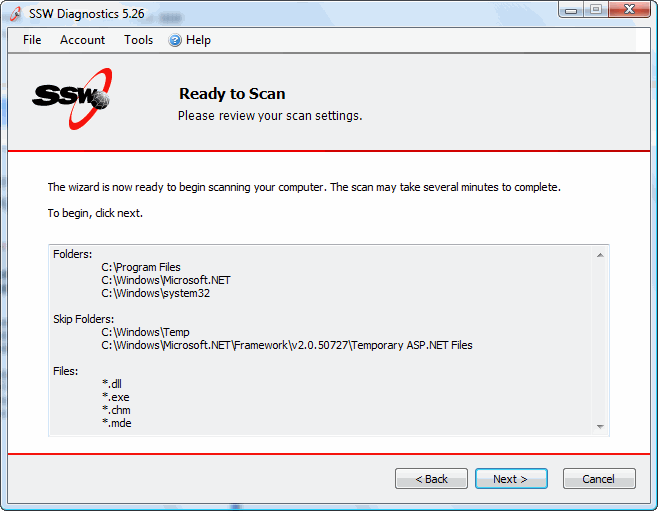 SSW Diagnostics 5.26
File Account Tools Help
SSW
Ready to Scan
Please review your scan settings.
The wizard is now ready to begin scanning your computer. The scan may take several minutes to complete.
To begin, click next.
Folders:
C:\Program Files
C:\Windows\Microsoft.NET
C:\Windows\system32
Skip Folders:
C:\Windows\Temp
C:\Windows\Microsoft.NET\Framework\v2.0.50727\Temporary ASP.NET Files
Files:
*.dll
*.exe
*.chm
*.mde
< Back Next > Cancel